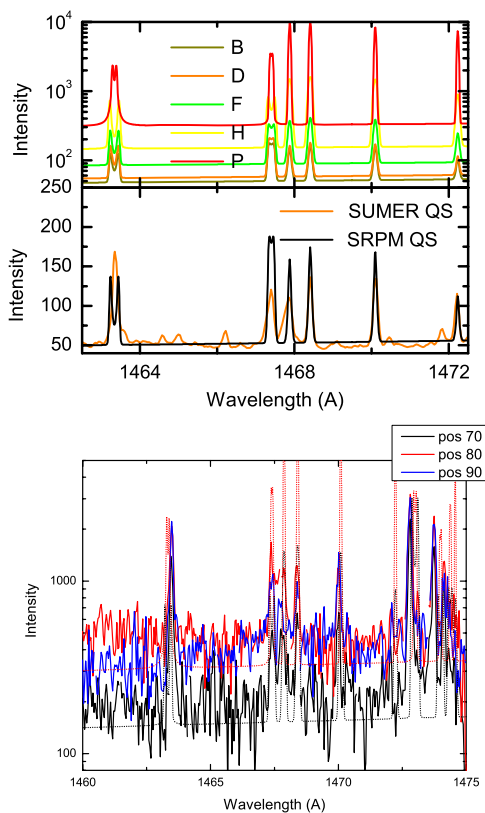 10^4
10^3
10^2
Intensity
B
D
F
H
P
250
200
150
100
50
Intensity
SUMER QS
SRPM QS
1464
1468
1472
Wavelength (A)
pos 70
pos 80
pos 90
1000
100
Intensity
1460
1465
1470
1475
Wavelength (A)